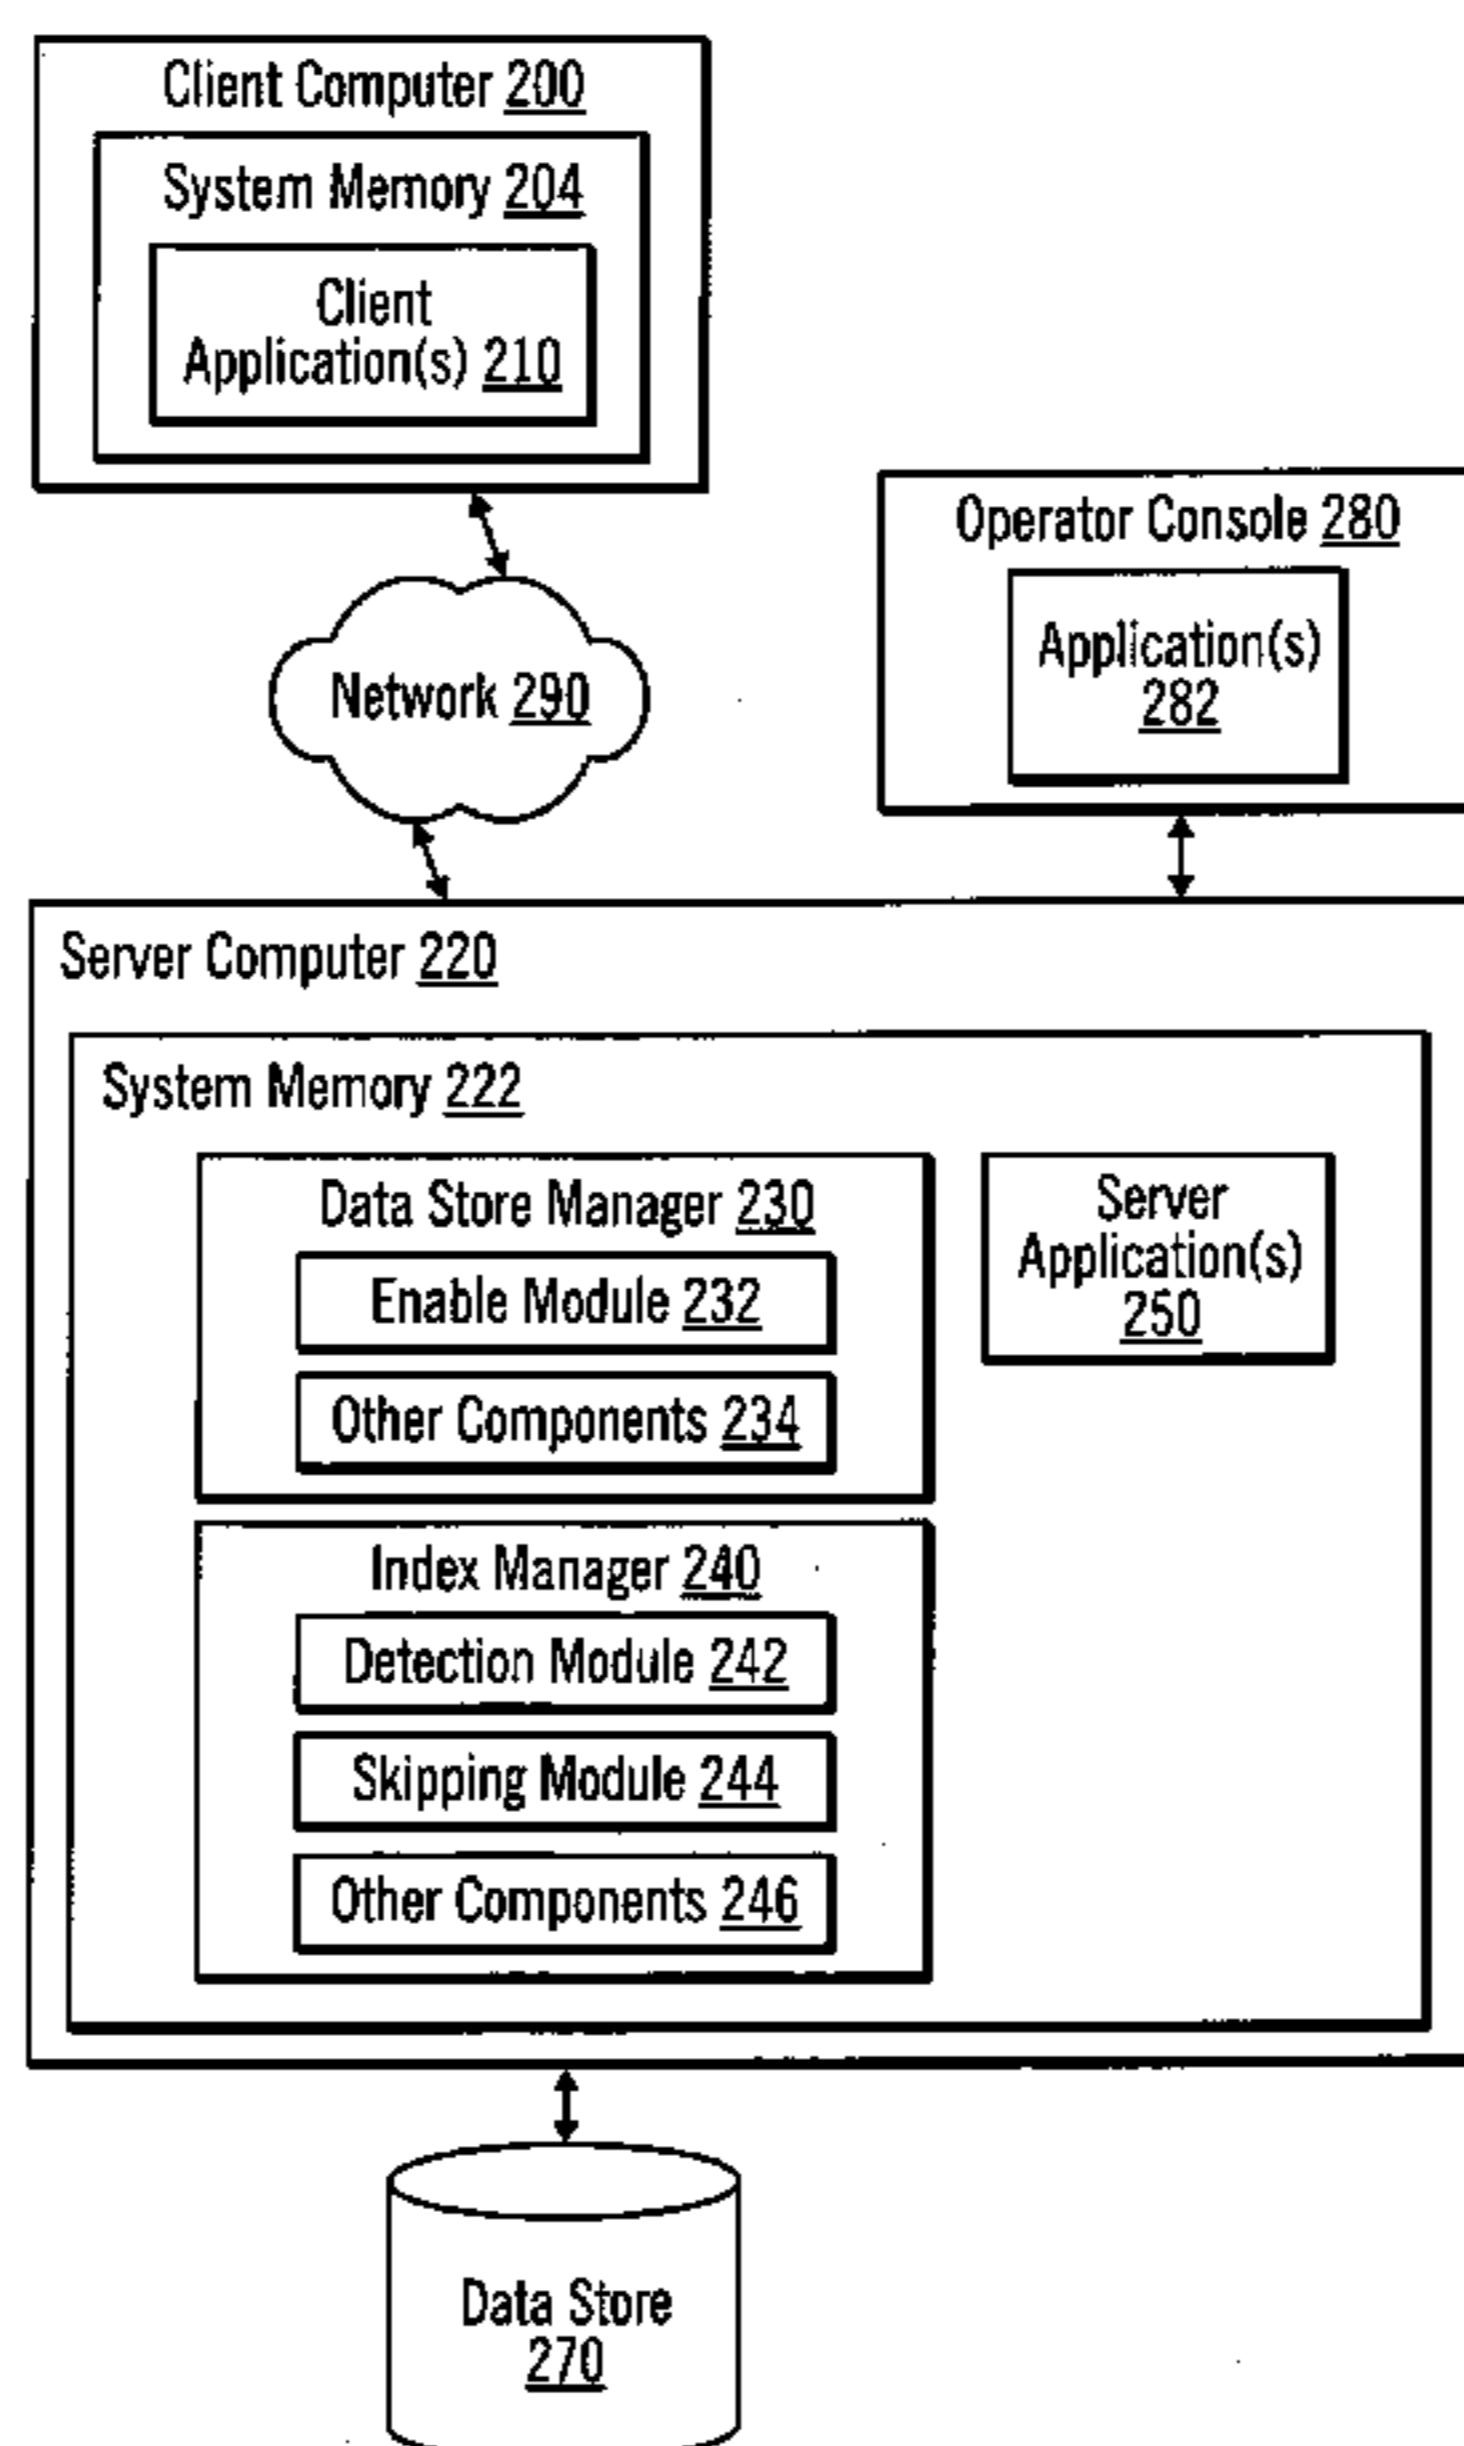 Client Computer 200
System Memory 204
Client
Application(s) 210
Operator Console 280
Application(s)
282
Network 290
Server Computer 220
System Memory 222
Data Store Manager 230
Enable Module 232
Other Components 234
Server
Application(s)
250
Index Manager 240
Detection Module 242
Skipping Module 244
Other Components 246
Data Store
270